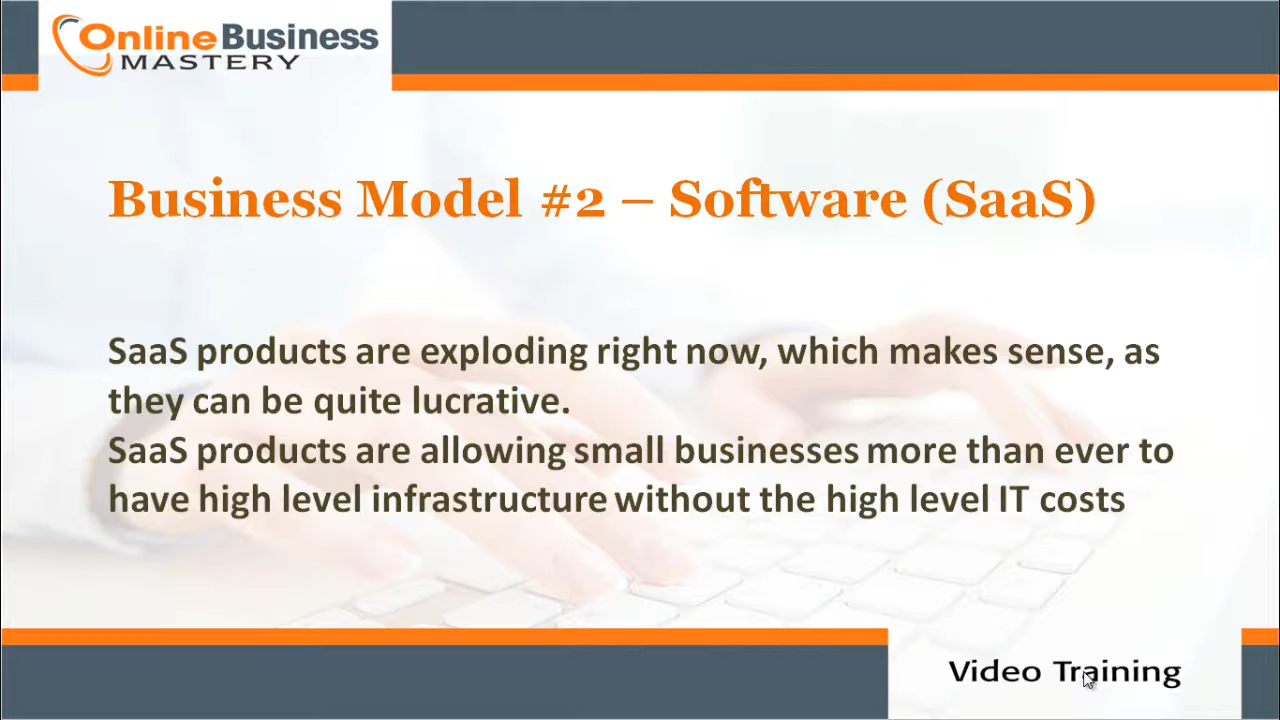 Online Business
MASTERY
Business Model #2 – Software (SaaS)
SaaS products are exploding right now, which makes sense, as
they can be quite lucrative.
SaaS products are allowing small businesses more than ever to
have high level infrastructure without the high level IT costs
Video Training